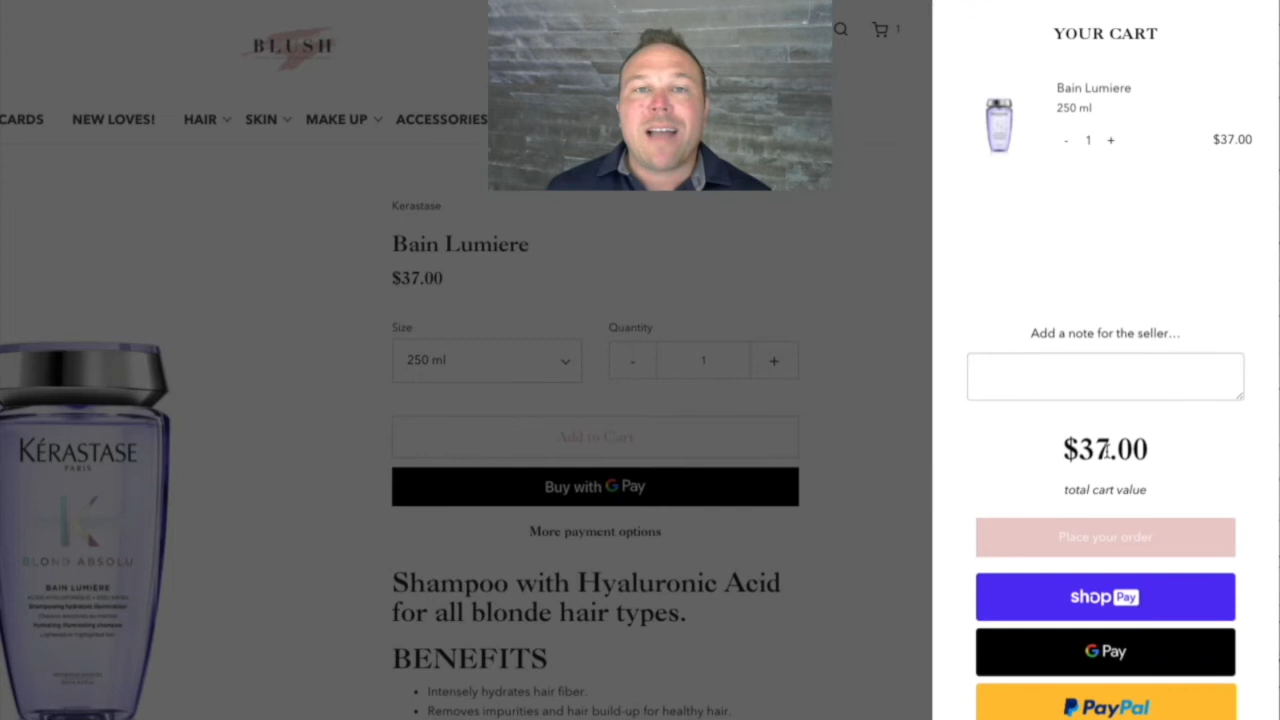 BLUSH
1
CARDS NEW LOVES! HAIR SKIN MAKE UP ACCESSORIES
Kerastase
Bain Lumiere
$37.00
Size Quantity
250 ml - 1 +
Add to Cart
Buy with G Pay
More payment options
Shampoo with Hyaluronic Acid
for all blonde hair types.
BENEFITS
Intensely hydrates hair fiber.
Removes impurities and hair build-up for healthy hair.
KÉRASTASE
PARIS
K
BLOND ABSOLU
BAIN LUMIÈRE
YOUR CART
Bain Lumiere
250 ml
- 1 + $37.00
Add a note for the seller...
$37.00
total cart value
Place your order
shop Pay
G Pay
PayPal